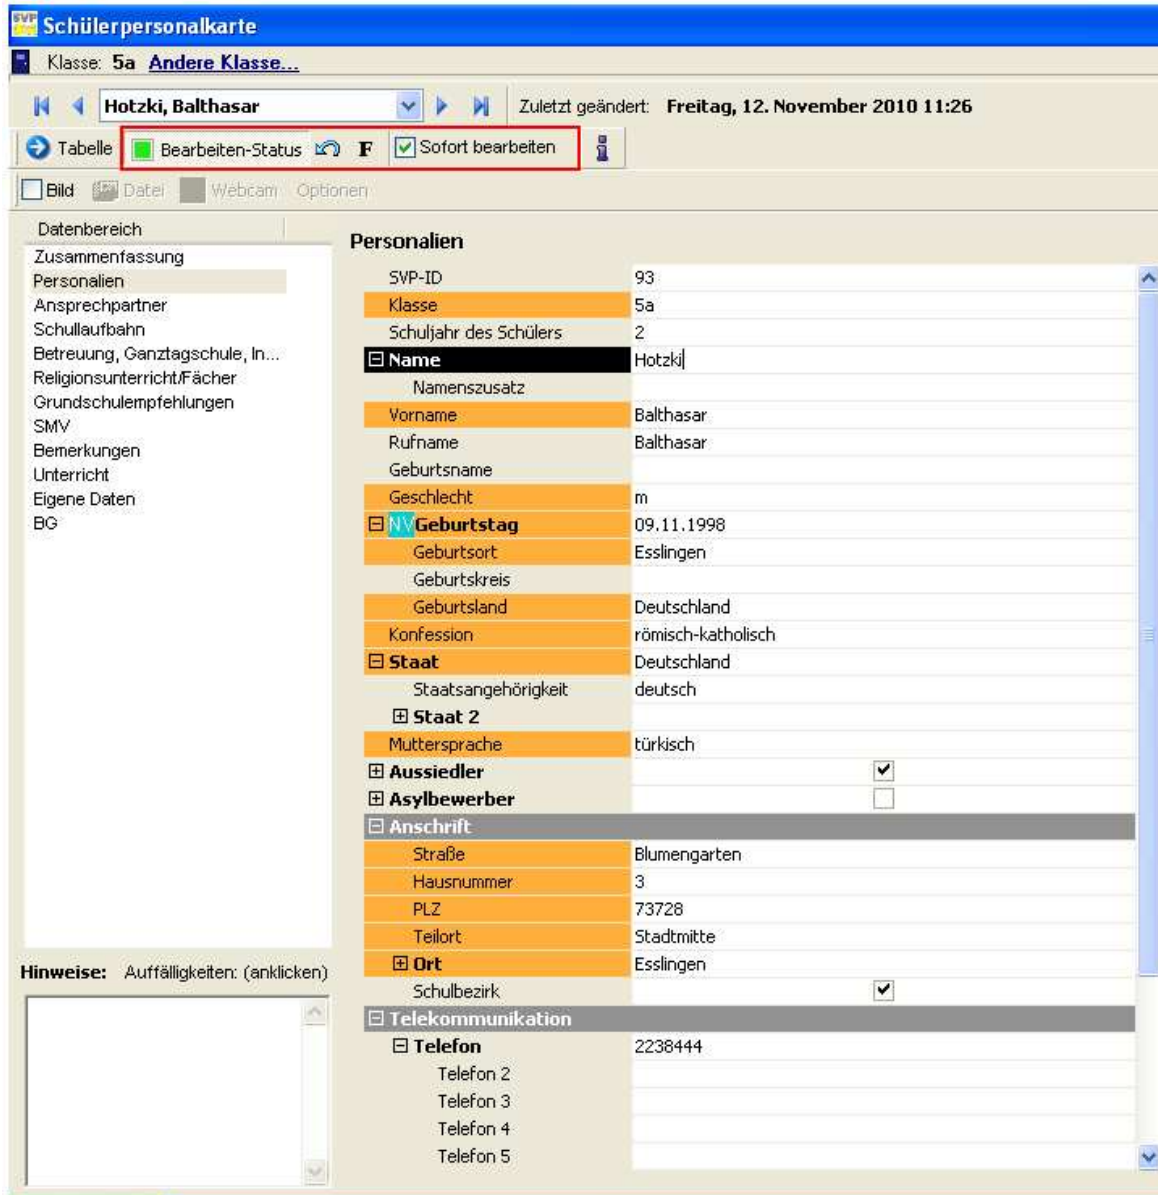 SVP Schülerpersonalkarte
Klasse: 5a Andere Klasse...
Hotzki, Balthasar Zuletzt geändert: Freitag, 12. November 2010 11:26
Tabelle Bearbeiten-Status F Sofort bearbeiten
Bild Datei Webcam Optionen
Datenbereich
Zusammenfassung
Personalien
Ansprechpartner
Schullaufbahn
Betreuung, Ganztagschule, In...
Religionsunterricht/Fächer
Grundschulempfehlungen
SMV
Bemerkungen
Unterricht
Eigene Daten
BG
Hinweise: Auffälligkeiten: (anklicken)
Personalien
SVP-ID 93
Klasse 5a
Schuljahr des Schülers 2
Name Hotzki
Namenszusatz
Vorname Balthasar
Rufname Balthasar
Geburtsname
Geschlecht m
NV Geburtstag 09.11.1998
Geburtsort Esslingen
Geburtskreis
Geburtsland Deutschland
Konfession römisch-katholisch
Staat Deutschland
Staatsangehörigkeit deutsch
Staat 2
Muttersprache türkisch
Aussiedler
Asylbewerber
Anschrift
Straße Blumengarten
Hausnummer 3
PLZ 73728
Teilort Stadtmitte
Ort Esslingen
Schulbezirk
Telekommunikation
Telefon 2238444
Telefon 2
Telefon 3
Telefon 4
Telefon 5